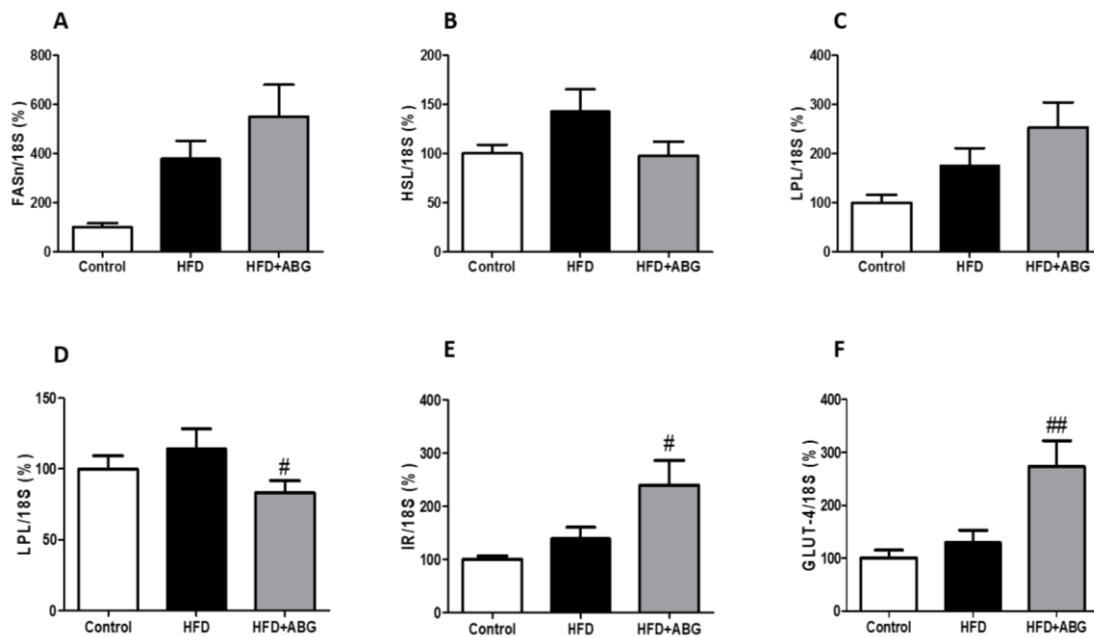 A
FASn/18S (%)
800
600
400
200
0
Control HFD HFD+ABG
B
HSL/18S (%)
200
150
100
50
0
Control HFD HFD+ABG
C
LPL/18S (%)
400
300
200
100
0
Control HFD HFD+ABG
D
LPL/18S (%)
150
100
50
0
#
Control HFD HFD+ABG
E
IR/18S (%)
400
300
200
100
0
#
Control HFD HFD+ABG
F
GLUT-4/18S (%)
400
300
200
100
0
##
Control HFD HFD+ABG